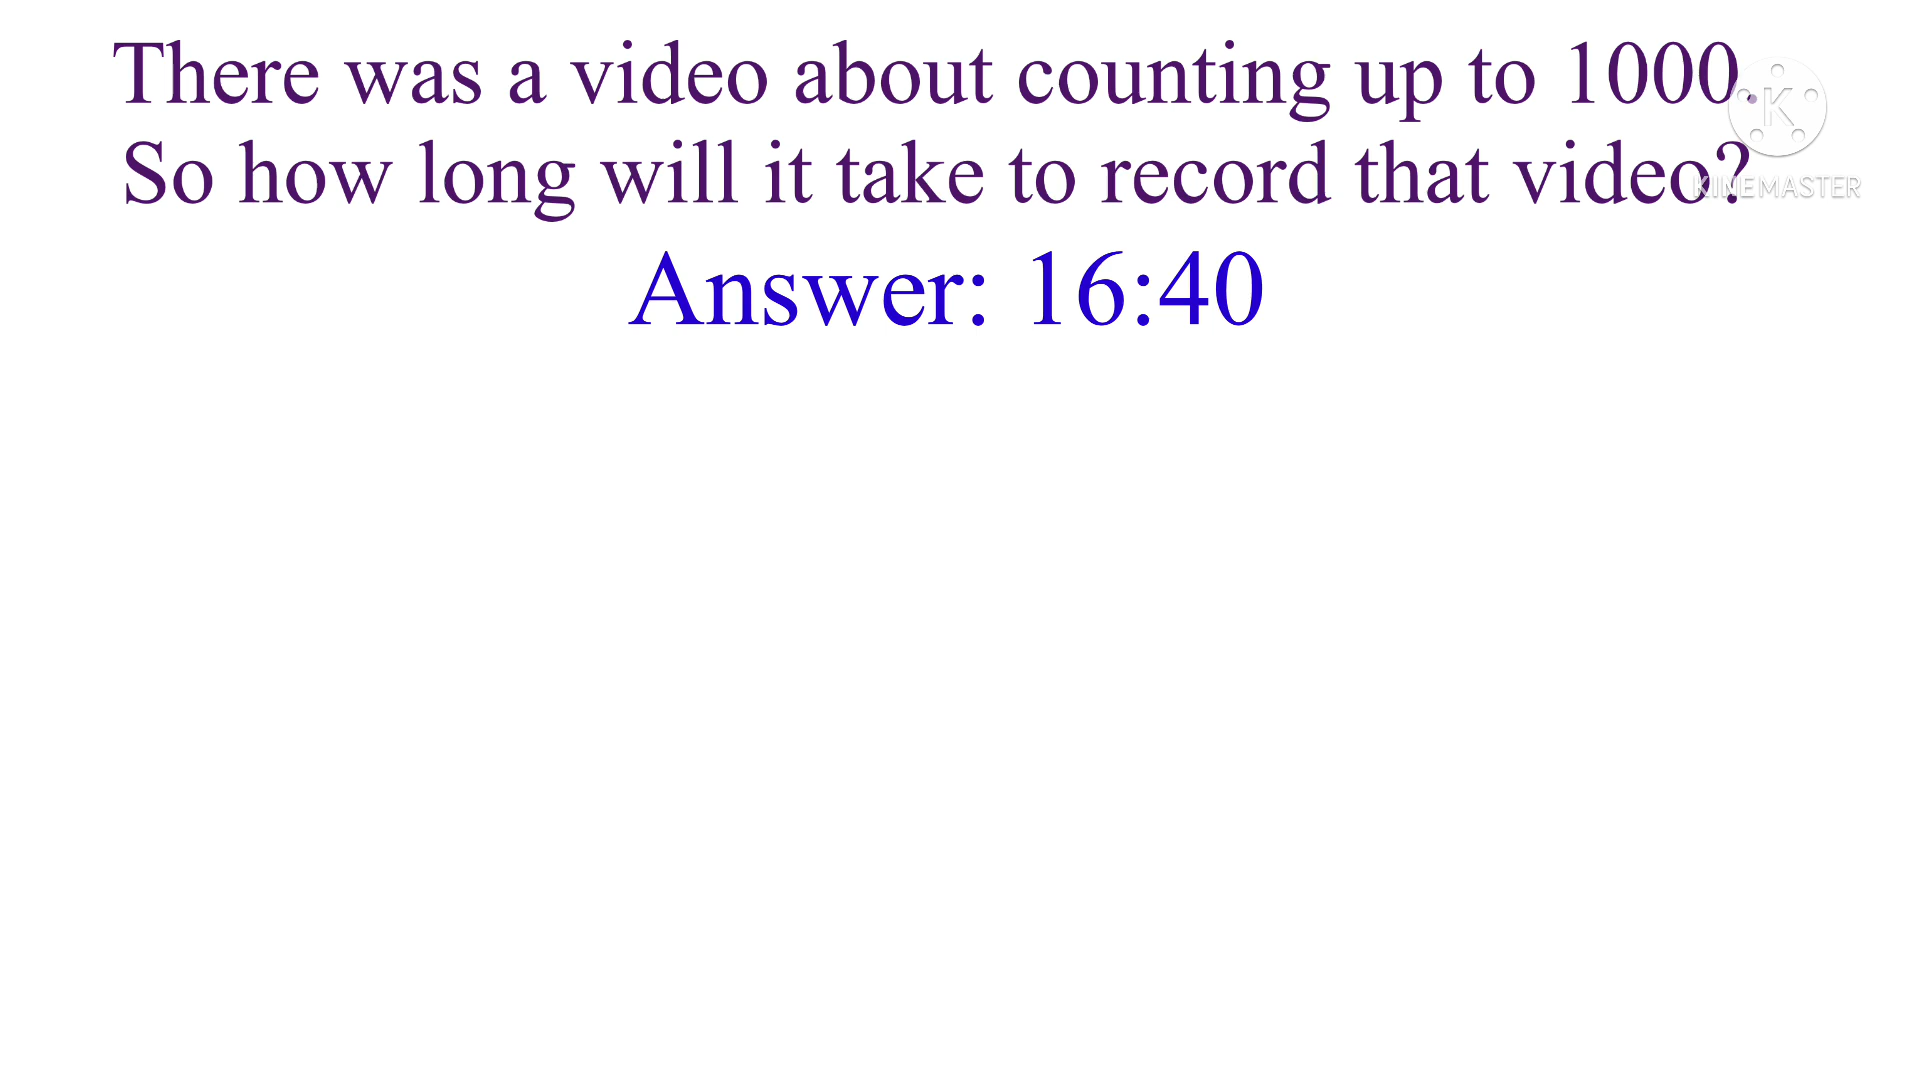 There was a video about counting up to 1000.
So how long will it take to record that video?
KINEMASTER
Answer: 16:40